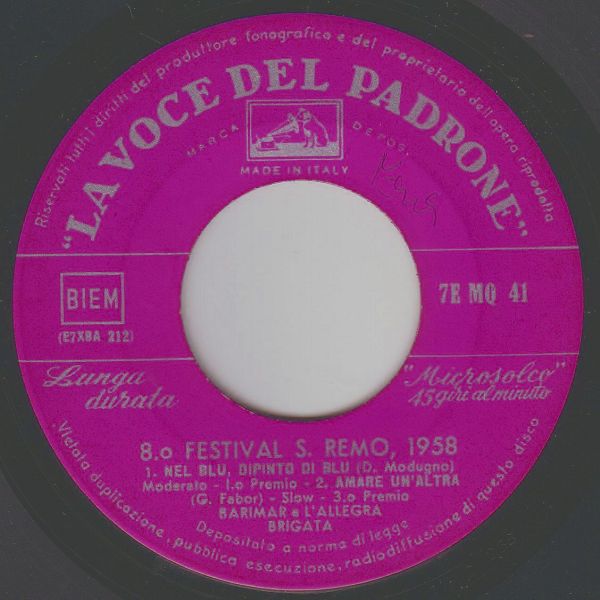 Riservati tutti i diritti del produttore fonografico e del proprietario dell'opera riprodotta
"LA VOCE DEL PADRONE"
MARCA DEPOS.
MADE IN ITALY
BIEM
7E MQ 41
(E7XBA 212)
Lunga durata
"Microsolco"
45 giri al minuto
8.o FESTIVAL S. REMO, 1958
1. NEL BLU, DIPINTO DI BLU (D. Modugno)
Moderato - 1.o Premio - 2. AMARE UN'ALTRA
(G. Fabor) - Slow - 3.o Premio
BARIMAR e L'ALLEGRA
BRIGATA
Depositato a norma di legge
Vietata duplicazione, pubblica esecuzione, radiodiffusione di questo disco